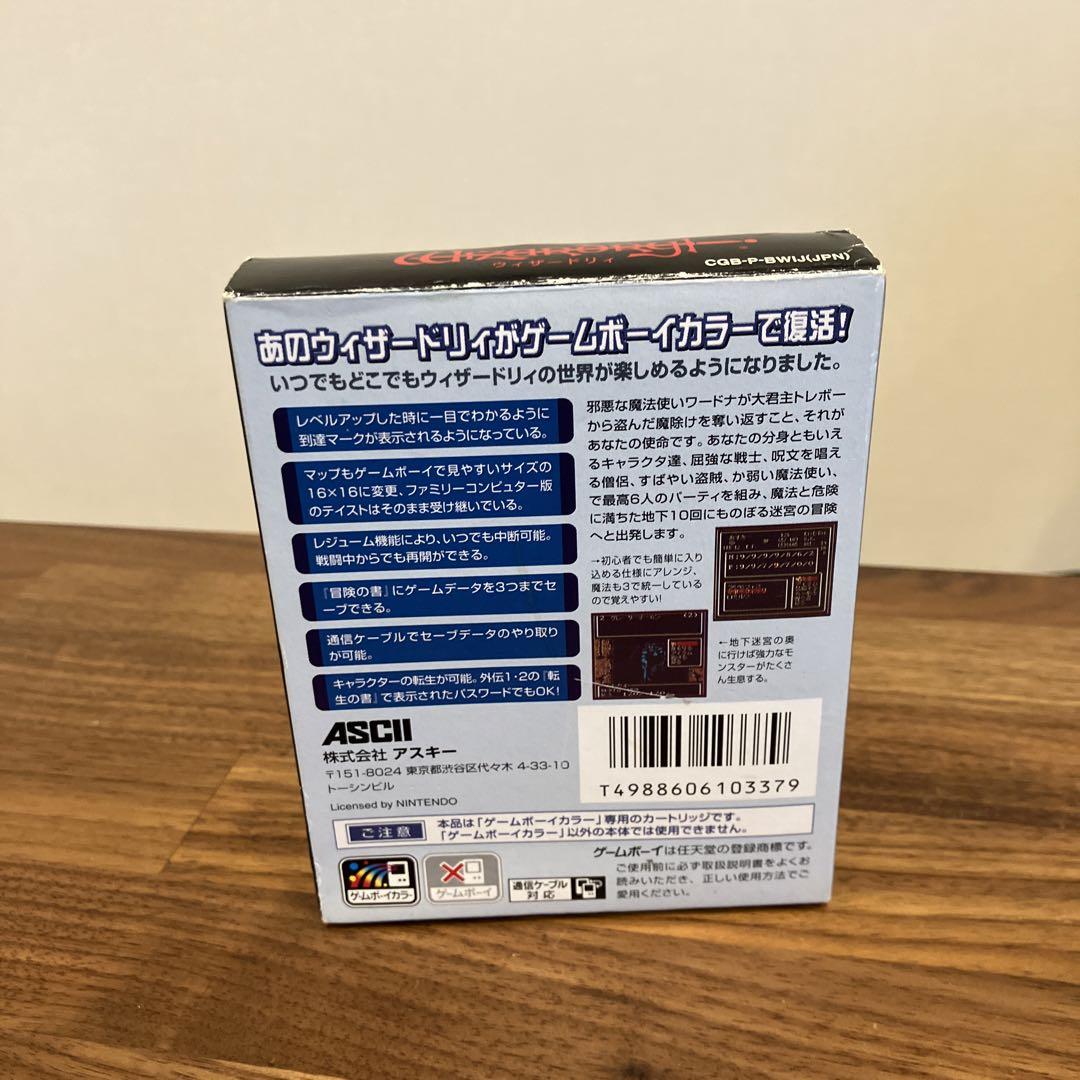 Wizardry
ウィザードリィ
CGB-P-BWIJ(JPN)
あのウィザードリィがゲームボーイカラーで復活!
いつでもどこでもウィザードリィの世界が楽しめるようになりました。
レベルアップした時に一目でわかるように
到達マークが表示されるようになっている。
マップもゲームボーイで見やすいサイズの
16×16に変更、ファミリーコンピュター版
のテイストはそのまま受け継いでいる。
レジューム機能により、いつでも中断可能。
戦闘中からでも再開ができる。
『冒険の書』にゲームデータを3つまでセ
ーブできる。
通信ケーブルでセーブデータのやり取り
が可能。
キャラクターの転生が可能。外伝1・2の『転
生の書』で表示されたパスワードでもOK!
邪悪な魔法使いワードナが大君主トレボー
から盗んだ魔除けを奪い返すこと、それが
あなたの使命です。あなたの分身ともいえ
るキャラクタ達、屈強な戦士、呪文を唱え
る僧侶、すばやい盗賊、か弱い魔法使い、
で最高6人のパーティを組み、魔法と危険
に満ちた地下10回にものぼる迷宮の冒険
へと出発します。
→初心者でも簡単に入り
込める仕様にアレンジ、
魔法も3で統一している
ので覚えやすい!
←地下迷宮の奥
に行けば強力なモ
ンスターがたくさ
ん生息する。
ASCII
株式会社 アスキー
〒151-8024 東京都渋谷区代々木 4-33-10
トーシンビル
Licensed by NINTENDO
T4988606103379
ご注意
本品は「ゲームボーイカラー」専用のカートリッジです。
「ゲームボーイカラー」以外の本体では使用できません。
ゲームボーイカラー
ゲームボーイ
通信ケーブル
対応
ゲームボーイは任天堂の登録商標です。
ご使用前に必ず取扱説明書をよくお
読みいただき、正しい使用方法でご
愛用ください。